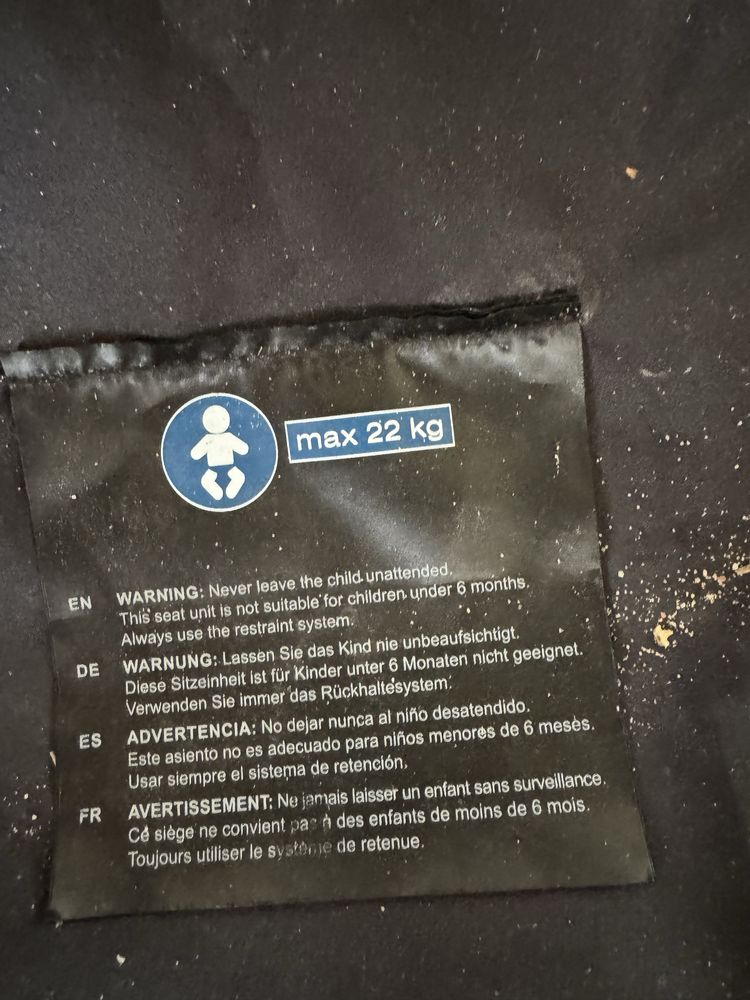 max 22 kg
EN WARNING: Never leave the child unattended.
This seat unit is not suitable for children under 6 months.
Always use the restraint system.
DE WARNUNG: Lassen Sie das Kind nie unbeaufsichtigt.
Diese Sitzeinheit ist für Kinder unter 6 Monaten nicht geeignet.
Verwenden Sie immer das Rückhaltesystem.
ES ADVERTENCIA: No dejar nunca al niño desatendido.
Este asiento no es adecuado para niños menores de 6 meses.
Usar siempre el sistema de retención.
FR AVERTISSEMENT: Ne jamais laisser un enfant sans surveillance.
Ce siège ne convient pas à des enfants de moins de 6 mois.
Toujours utiliser le système de retenue.